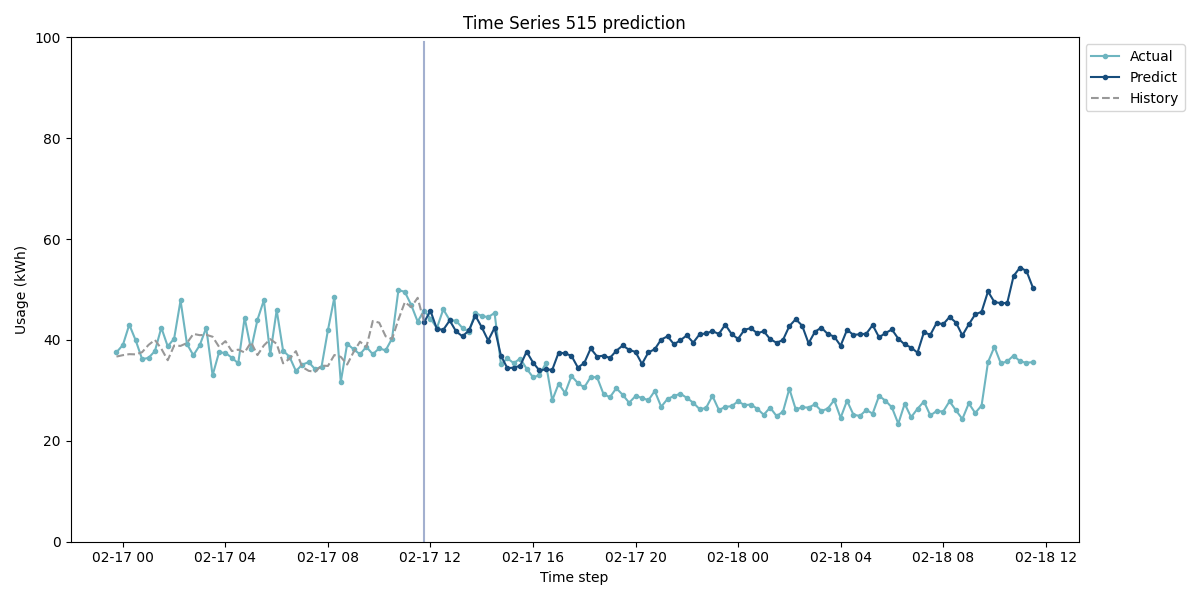 Time Series 515 prediction
Usage (kWh)
100
80
60
40
20
0
02-17 00
02-17 04
02-17 08
02-17 12
02-17 16
02-17 20
02-18 00
02-18 04
02-18 08
02-18 12
Time step
Actual
Predict
History